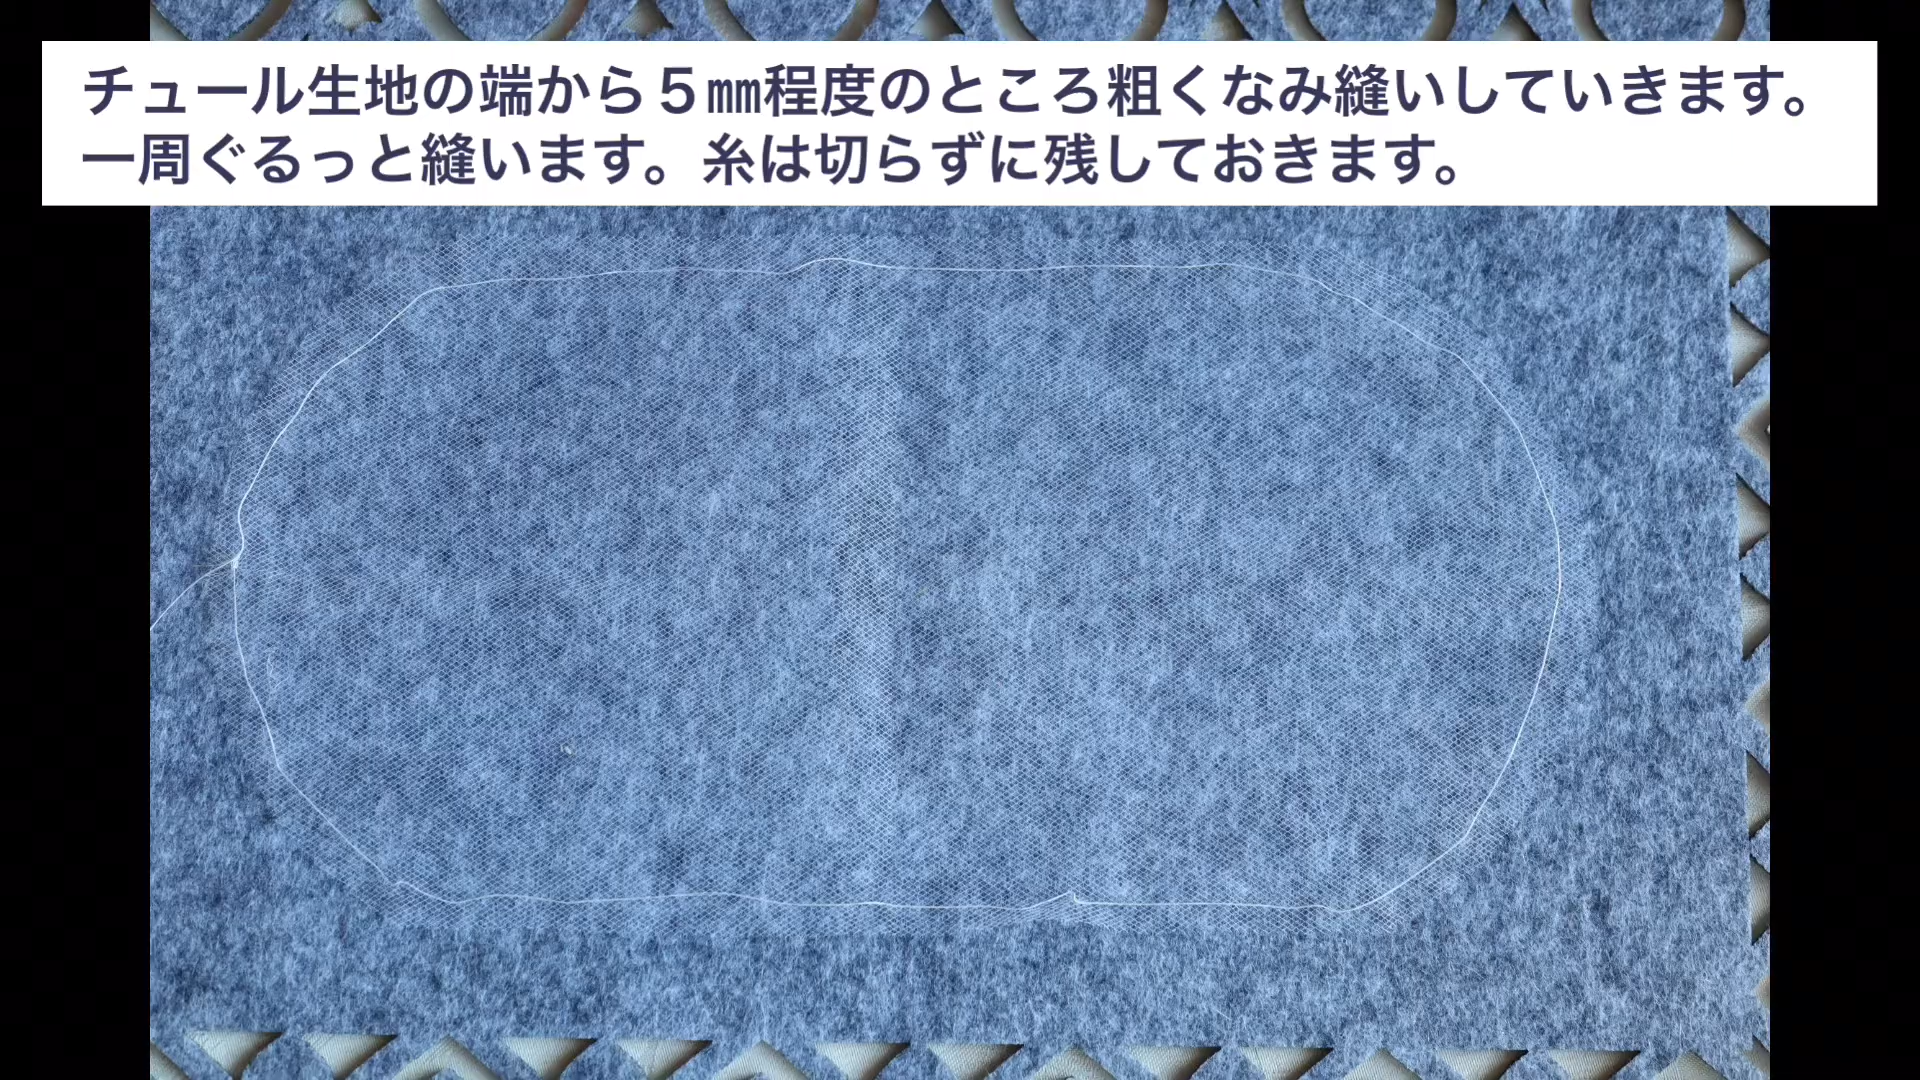 チュール生地の端から５㎜程度のところ粗くなみ縫いしていきます。
一周ぐるっと縫います。糸は切らずに残しておきます。